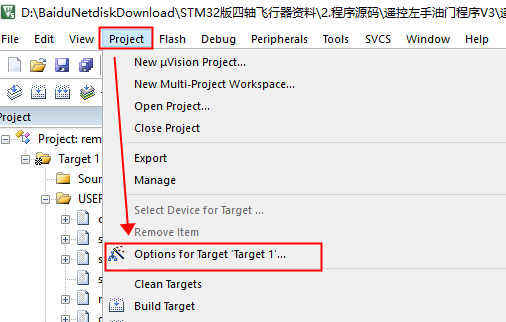 D:\BaiduNetdiskDownload\STM32版四轴飞行器资料\2.程序源码\遥控左手油门程序V3\
File Edit View Project Flash Debug Peripherals Tools SVCS Window Help
New µVision Project...
New Multi-Project Workspace...
Open Project...
Close Project
Export
Manage
Select Device for Target ...
Remove Item
Options for Target 'Target 1'...
Clean Targets
Build Target
Project
Project: rem
Target 1
Sour
USER